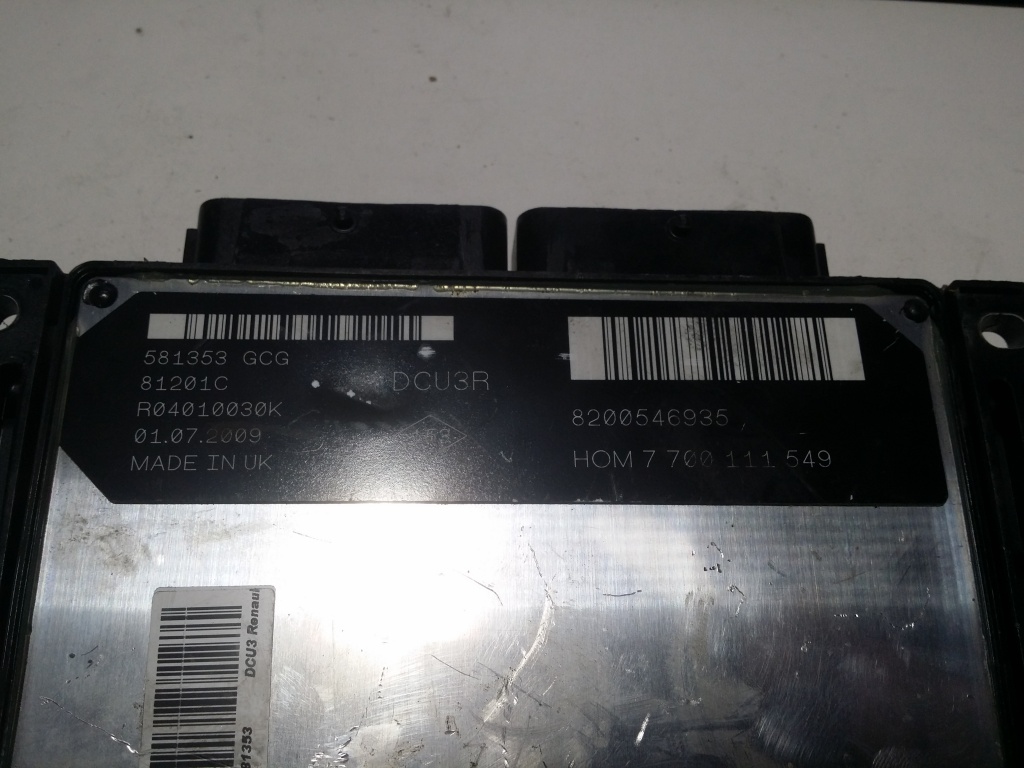 581353 GCG
81201C
R04010030K
01.07.2009
MADE IN UK
DCU3R
8200546935
HOM 7 700 111 549
DCU3 Renaul
81353